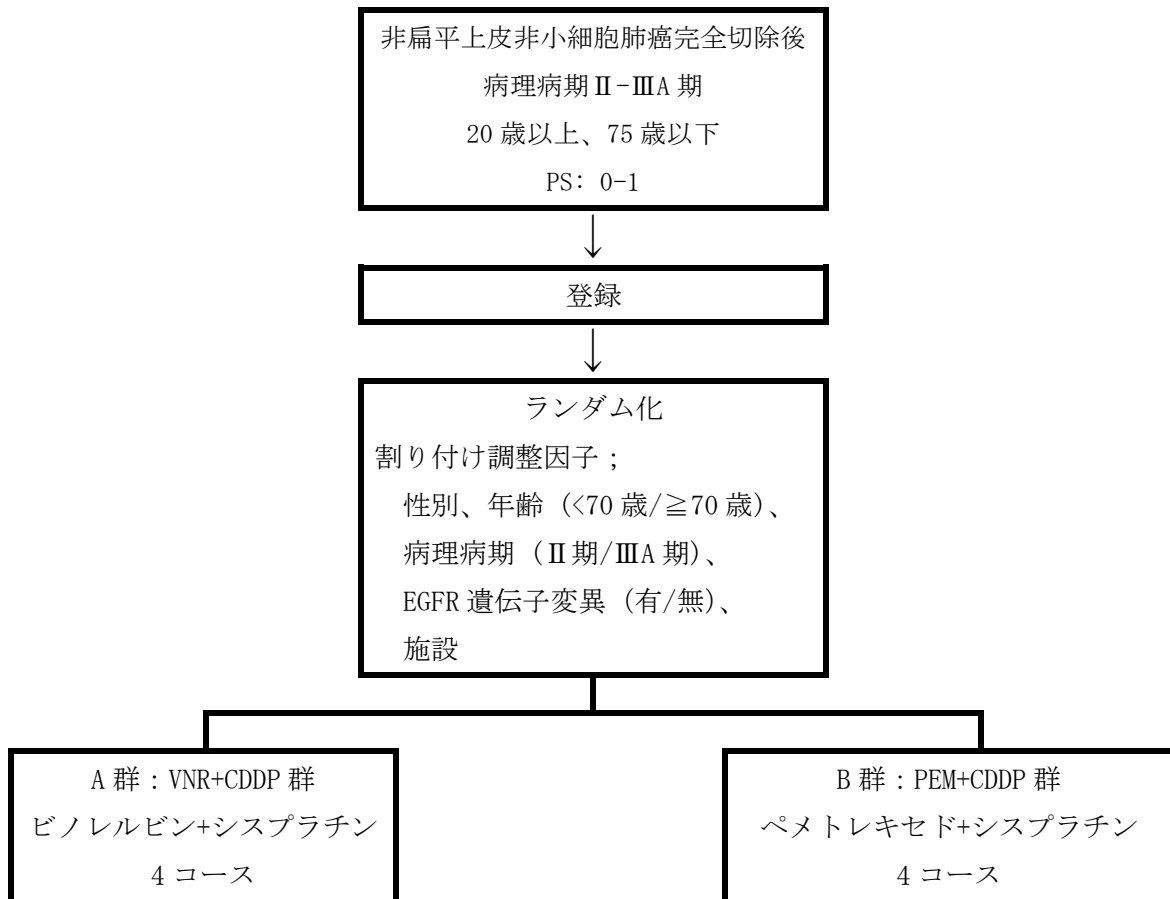 非扁平上皮非小細胞肺癌完全切除後
病理病期Ⅱ-ⅢA 期
20 歳以上、75 歳以下
PS: 0-1
↓
登録
↓
ランダム化
割り付け調整因子；
性別、年齢 (<70 歳/≧70 歳)、
病理病期 (Ⅱ期/ⅢA 期)、
EGFR 遺伝子変異 (有/無)、
施設
A 群：VNR+CDDP 群
ビノレルビン+シスプラチン
4 コース
B 群：PEM+CDDP 群
ペメトレキセド+シスプラチン
4 コース